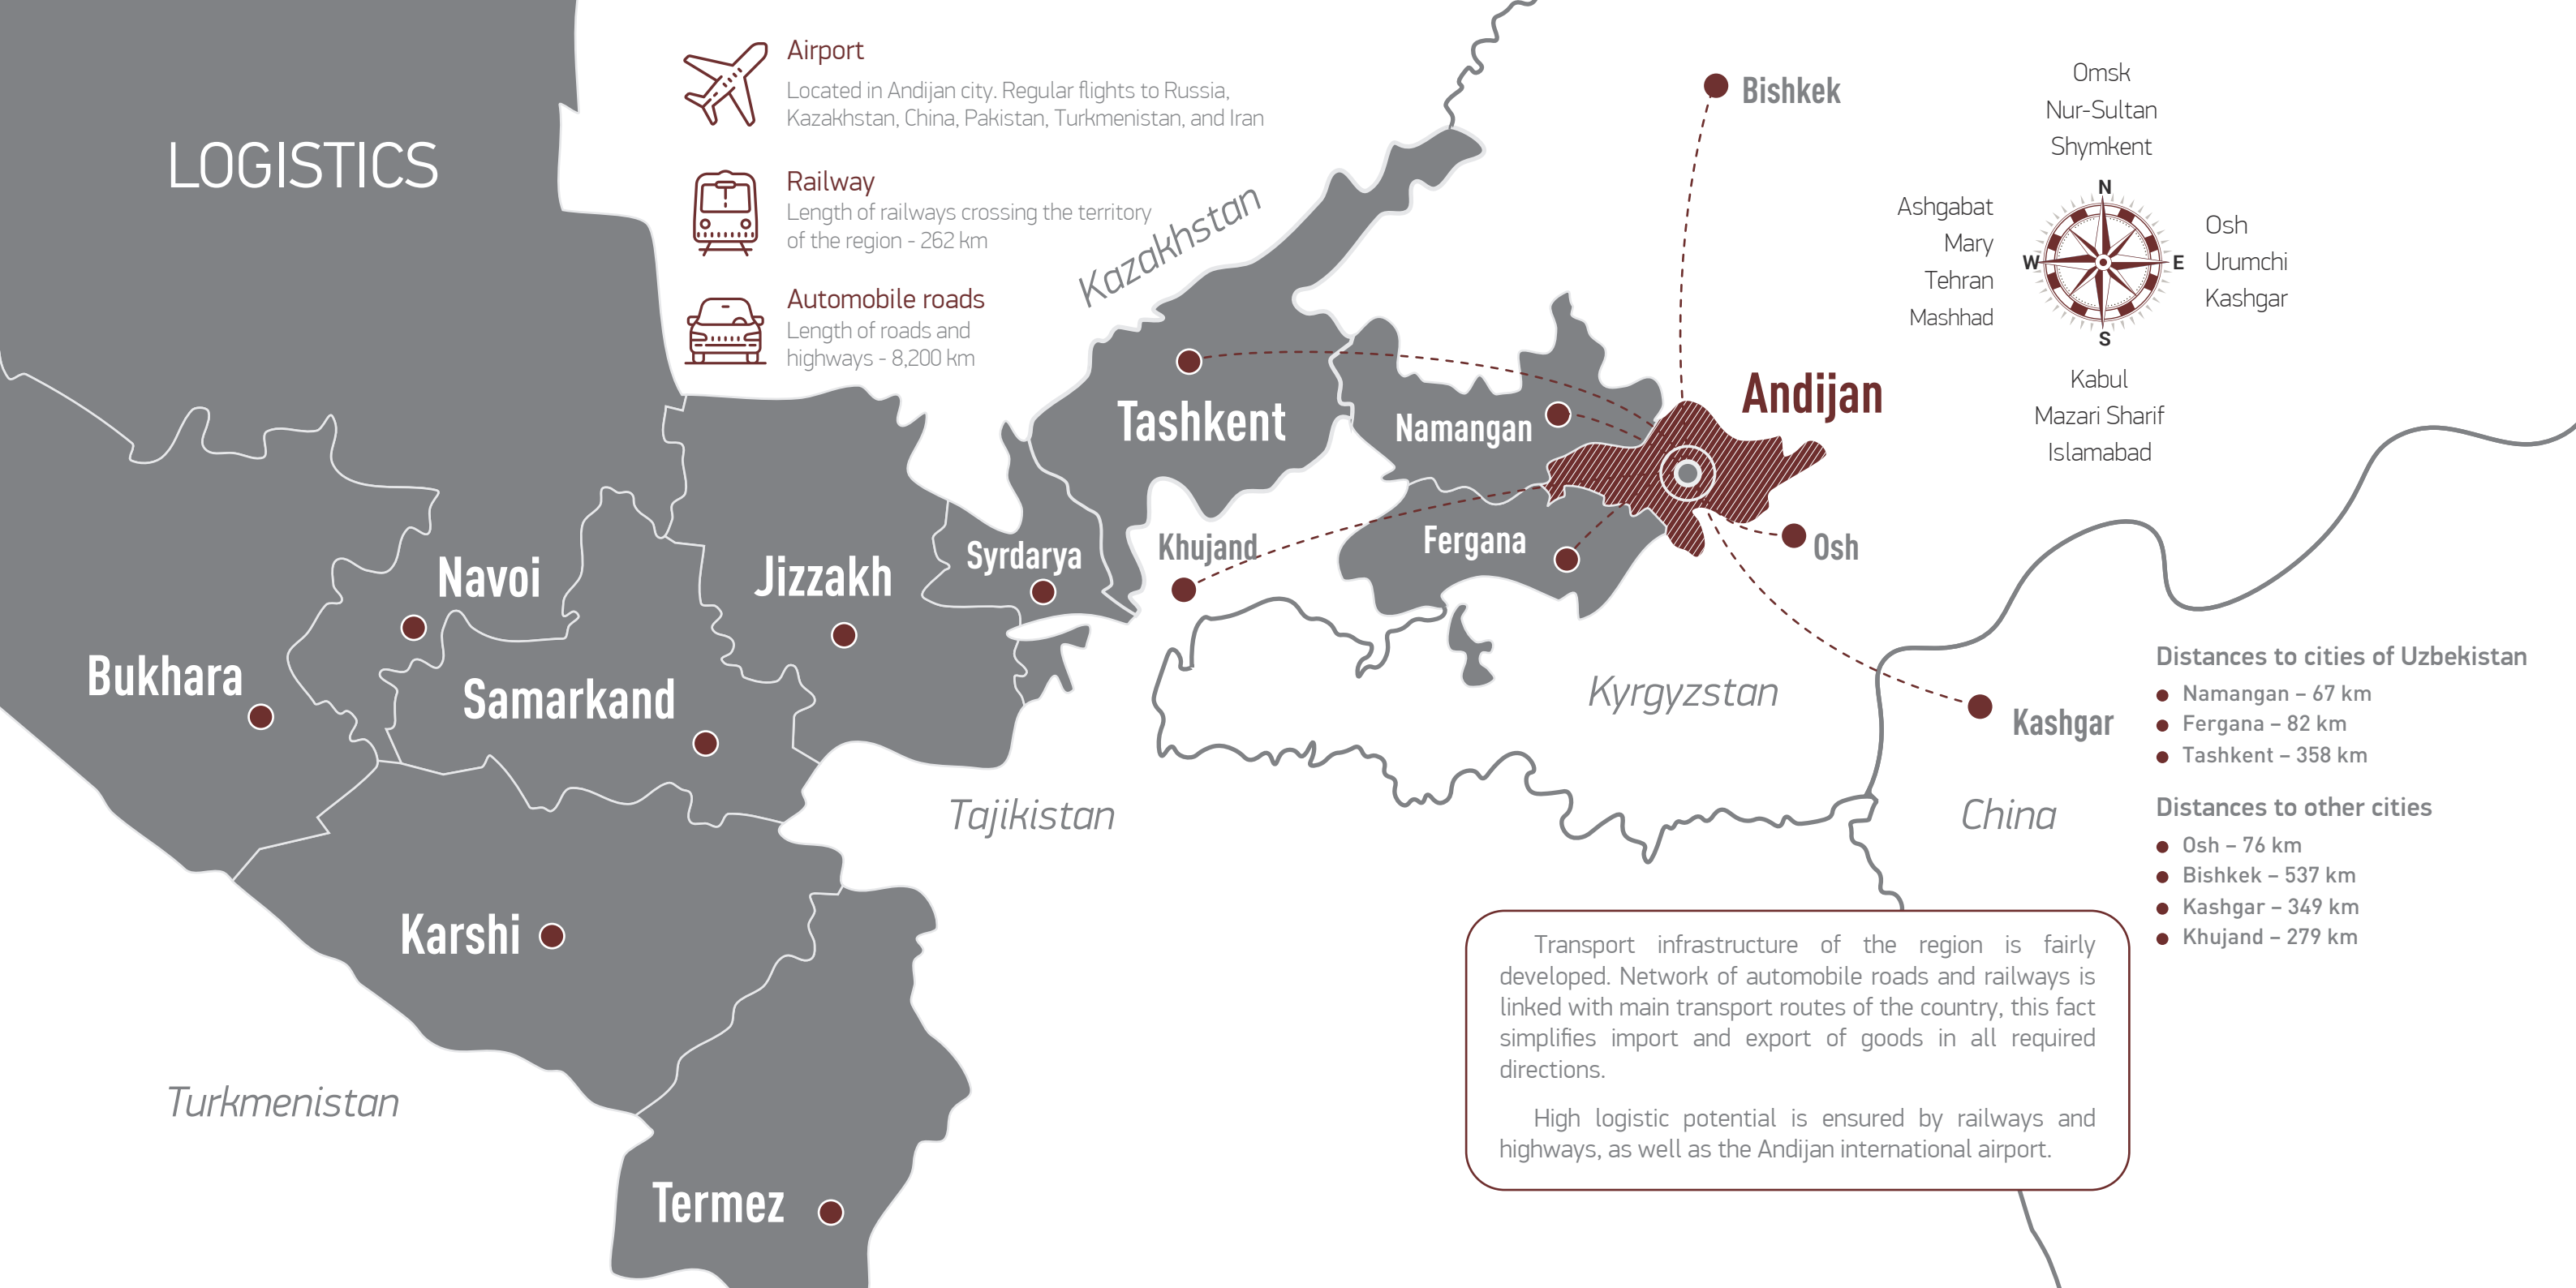 LOGISTICS
Airport
Located in Andijan city. Regular flights to Russia,
Kazakhstan, China, Pakistan, Turkmenistan, and Iran
Railway
Length of railways crossing the territory
of the region - 262 km
Automobile roads
Length of roads and
highways - 8,200 km
Kazakhstan
Bishkek
Omsk
Nur-Sultan
Shymkent
Ashgabat
Mary
Tehran
Mashhad
N
W
E
S
Osh
Urumchi
Kashgar
Kabul
Mazari Sharif
Islamabad
Andijan
Tashkent
Namangan
Fergana
Khujand
Osh
Syrdarya
Jizzakh
Navoi
Bukhara
Samarkand
Karshi
Termez
Kyrgyzstan
Kashgar
Tajikistan
China
Turkmenistan
Distances to cities of Uzbekistan
Namangan – 67 km
Fergana – 82 km
Tashkent – 358 km
Distances to other cities
Osh – 76 km
Bishkek – 537 km
Kashgar – 349 km
Khujand – 279 km
Transport infrastructure of the region is fairly
developed. Network of automobile roads and railways is
linked with main transport routes of the country, this fact
simplifies import and export of goods in all required
directions.
High logistic potential is ensured by railways and
highways, as well as the Andijan international airport.